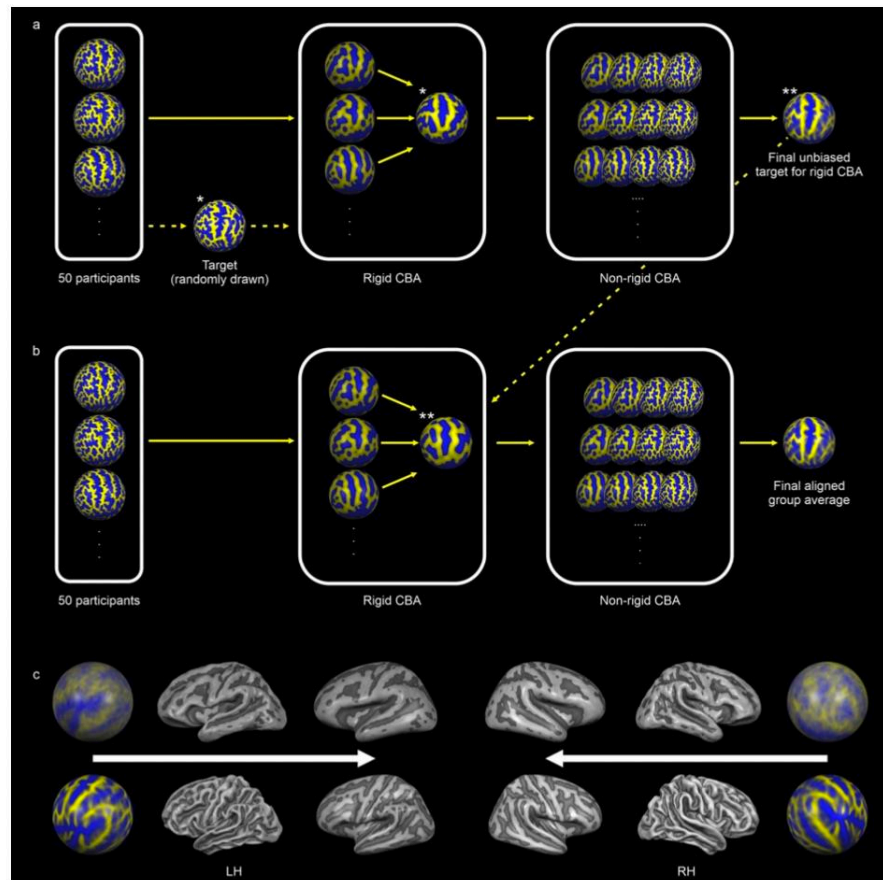 a
*
**
Final unbiased
target for rigid CBA
*
Target
(randomly drawn)
50 participants
Rigid CBA
Non-rigid CBA
b
**
Final aligned
group average
50 participants
Rigid CBA
Non-rigid CBA
c
LH
RH